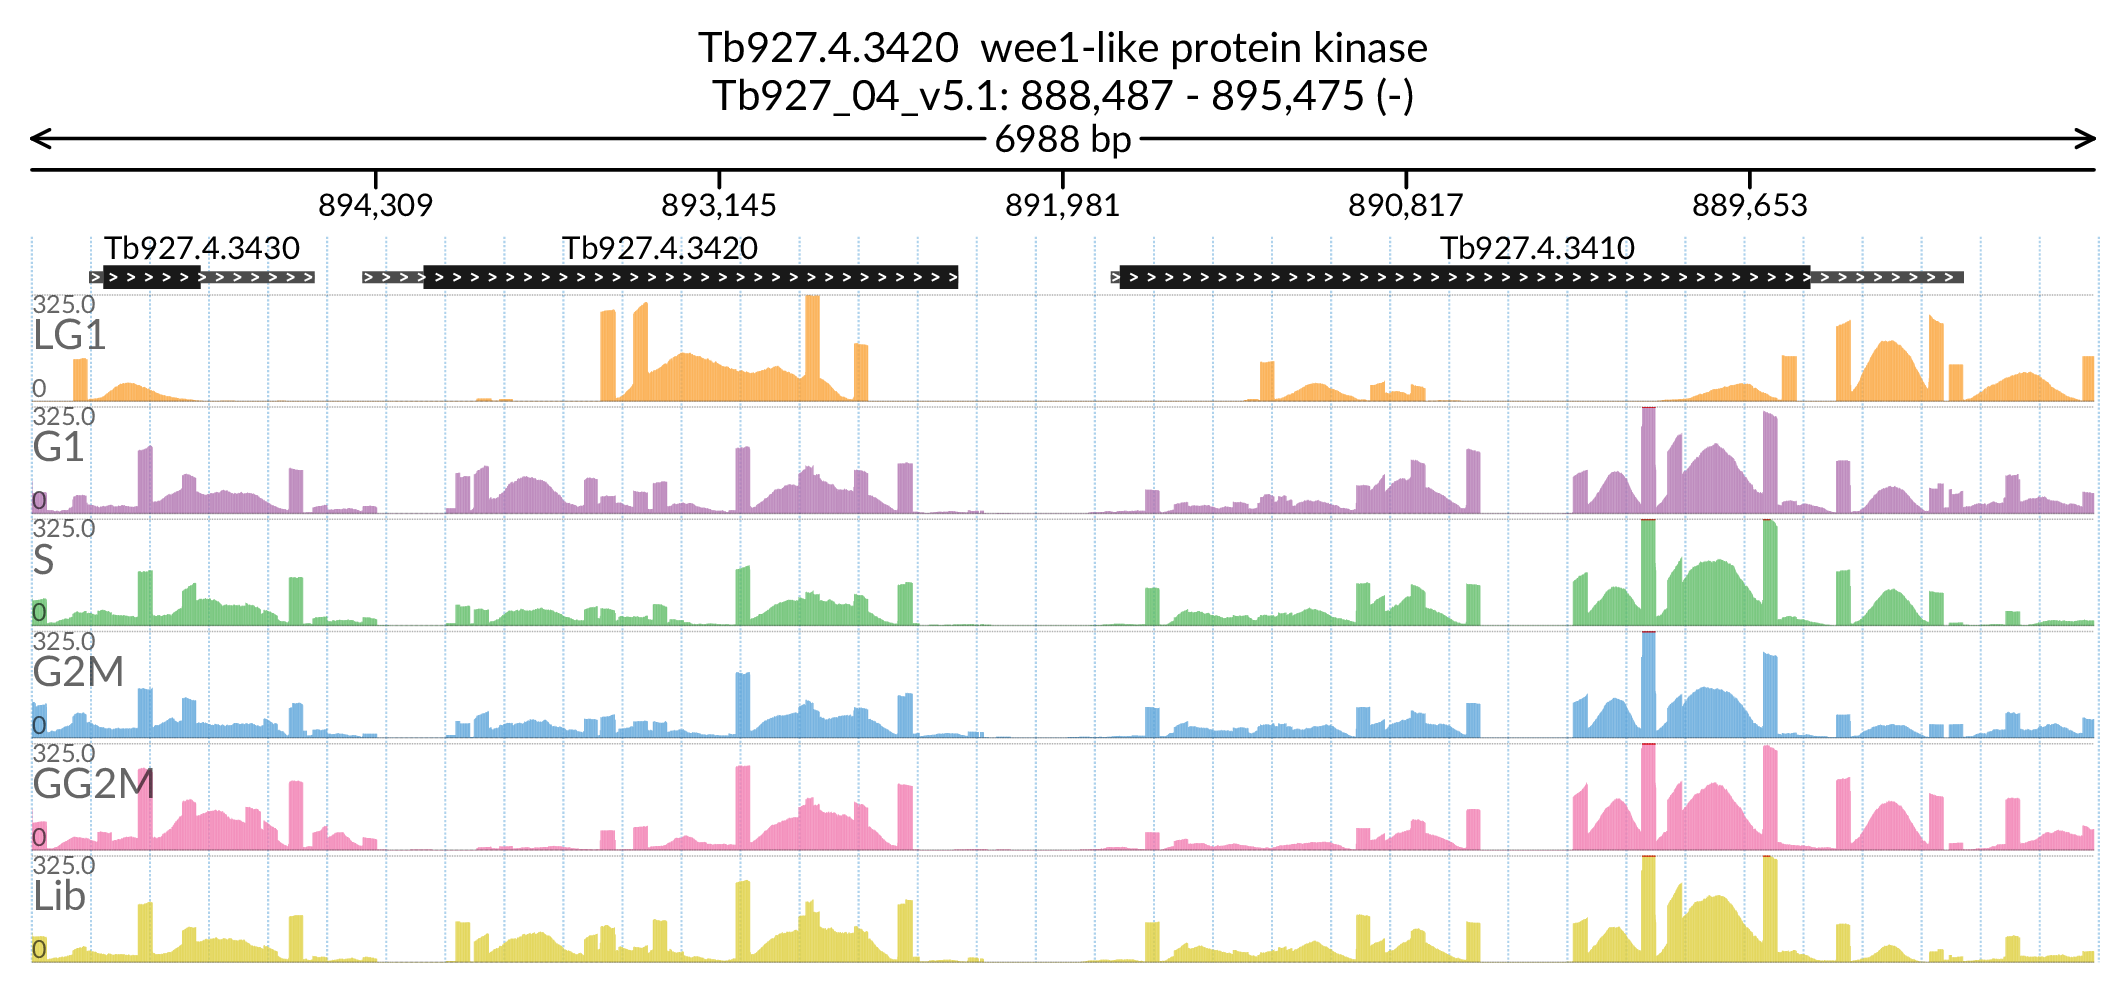 Tb927.4.3420  wee1-like protein kinase
Tb927_04_v5.1: 888,487 - 895,475 (-)
6988 bp
894,309 893,145 891,981 890,817 889,653
Tb927.4.3430 Tb927.4.3420 Tb927.4.3410
325.0
LG1
0
325.0
G1
0
325.0
S
0
325.0
G2M
0
325.0
GG2M
0
325.0
Lib
0